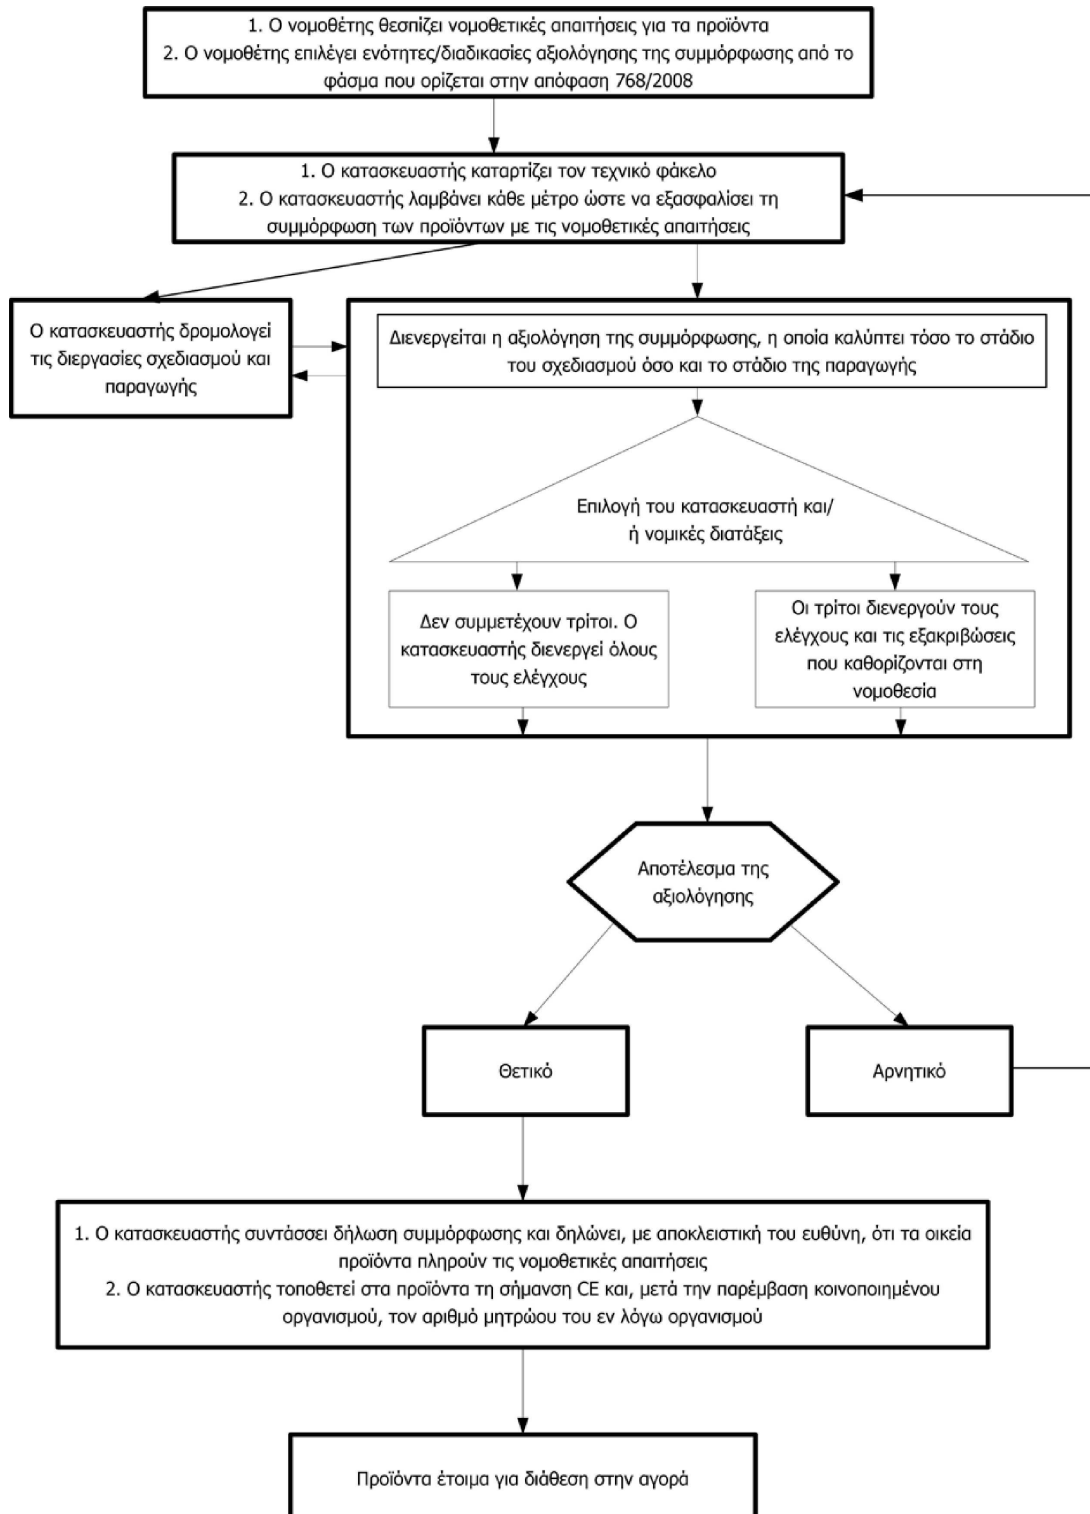 1. Ο νομοθέτης θεσπίζει νομοθετικές απαιτήσεις για τα προϊόντα
2. Ο νομοθέτης επιλέγει ενότητες/διαδικασίες αξιολόγησης της συμμόρφωσης από το
φάσμα που ορίζεται στην απόφαση 768/2008
1. Ο κατασκευαστής καταρτίζει τον τεχνικό φάκελο
2. Ο κατασκευαστής λαμβάνει κάθε μέτρο ώστε να εξασφαλίσει τη
συμμόρφωση των προϊόντων με τις νομοθετικές απαιτήσεις
Ο κατασκευαστής δρομολογεί
τις διεργασίες σχεδιασμού και
παραγωγής
Διενεργείται η αξιολόγηση της συμμόρφωσης, η οποία καλύπτει τόσο το στάδιο
του σχεδιασμού όσο και το στάδιο της παραγωγής
Επιλογή του κατασκευαστή και/
ή νομικές διατάξεις
Δεν συμμετέχουν τρίτοι. Ο
κατασκευαστής διενεργεί όλους
τους ελέγχους
Οι τρίτοι διενεργούν τους
ελέγχους και τις εξακριβώσεις
που καθορίζονται στη
νομοθεσία
Αποτέλεσμα της
αξιολόγησης
Θετικό
Αρνητικό
1. Ο κατασκευαστής συντάσσει δήλωση συμμόρφωσης και δηλώνει, με αποκλειστική του ευθύνη, ότι τα οικεία
προϊόντα πληρούν τις νομοθετικές απαιτήσεις
2. Ο κατασκευαστής τοποθετεί στα προϊόντα τη σήμανση CE και, μετά την παρέμβαση κοινοποιημένου
οργανισμού, τον αριθμό μητρώου του εν λόγω οργανισμού
Προϊόντα έτοιμα για διάθεση στην αγορά